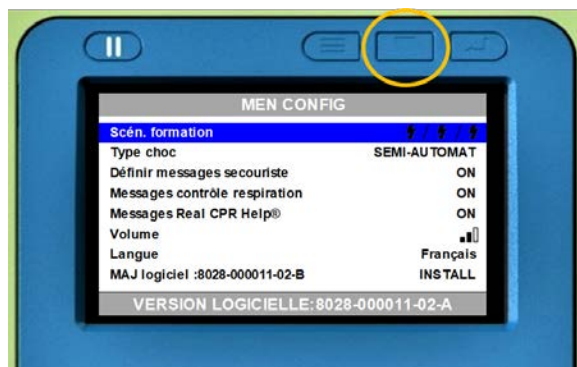 MEN CONFIG
Scén. formation
Type choc SEMI-AUTOMAT
Définir messages secouriste ON
Messages contrôle respiration ON
Messages Real CPR Help® ON
Volume
Langue Français
MAJ logiciel :8028-000011-02-B INSTALL
VERSION LOGICIELLE:8028-000011-02-A